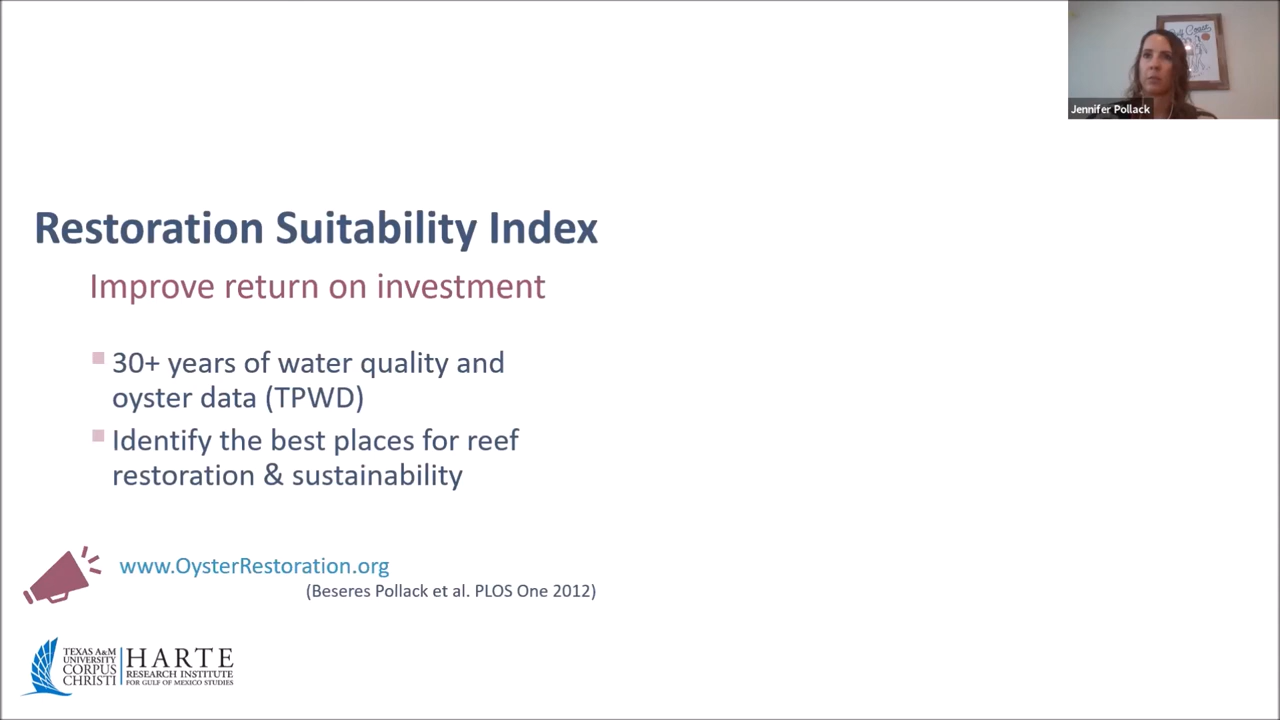 Jennifer Pollack
Restoration Suitability Index
Improve return on investment
30+ years of water quality and
oyster data (TPWD)
Identify the best places for reef
restoration & sustainability
www.OysterRestoration.org
(Beseres Pollack et al. PLOS One 2012)
TEXAS A&M
UNIVERSITY
CORPUS
CHRISTI
HARTE
RESEARCH INSTITUTE
FOR GULF OF MEXICO STUDIES